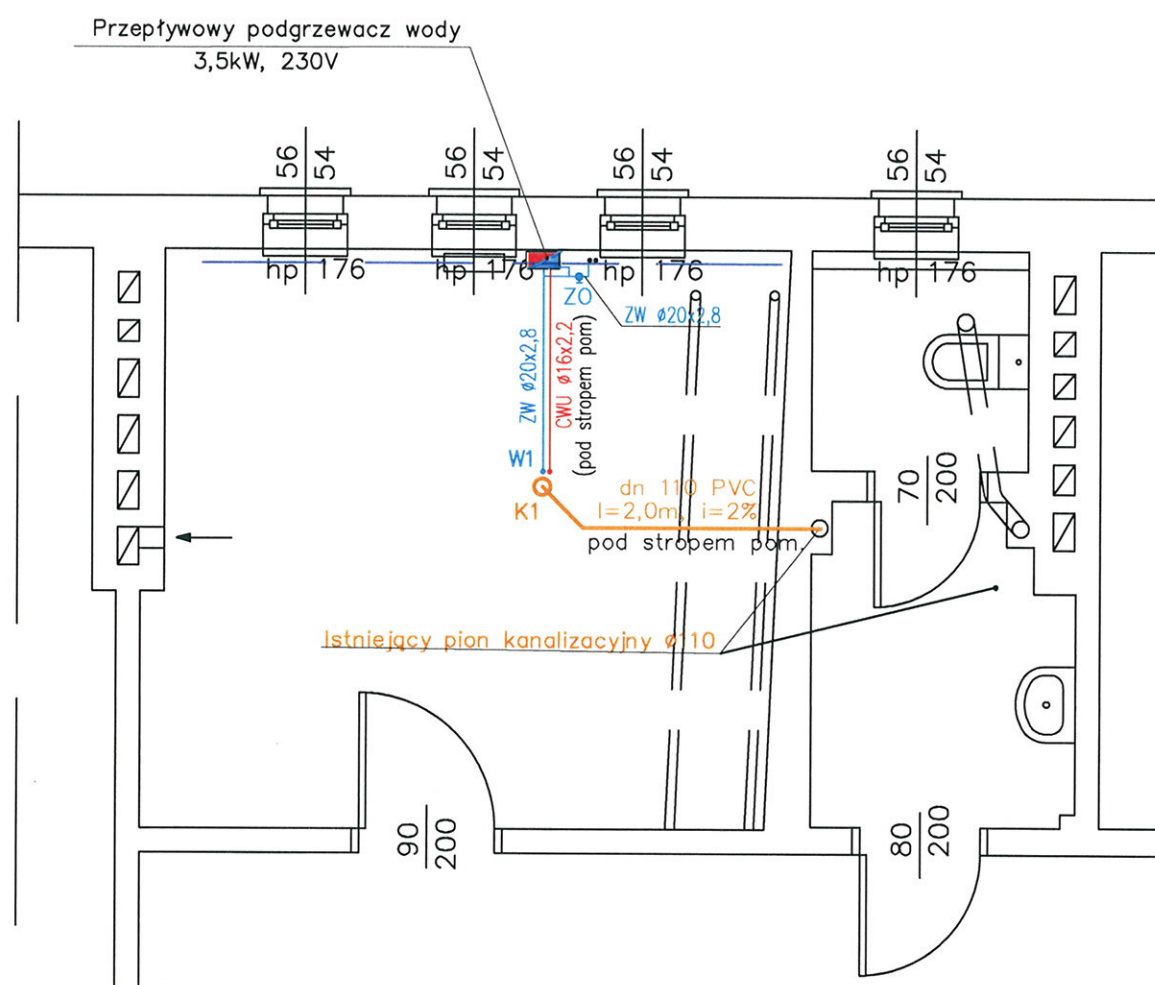 Przepływowy podgrzewacz wody
3,5kW, 230V
56
54
56
54
56
54
56
54
hp 176
hp 176
hp 176
hp 176
ZO
ZW ø20x2,8
ZW ø20x2,8
CWU ø16x2,2
(pod stropem pom)
W1
K1
dn 110 PVC
l=2,0m, i=2%
pod stropem pom.
70
200
Istniejący pion kanalizacyjny ø110
90
200
80
200